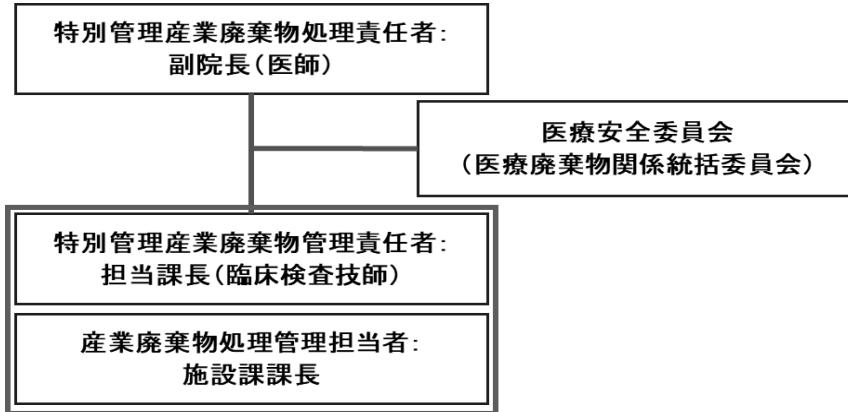 特別管理産業廃棄物処理責任者:
副院長(医師)
医療安全委員会
(医療廃棄物関係統括委員会)
特別管理産業廃棄物管理責任者:
担当課長(臨床検査技師)
産業廃棄物処理管理担当者:
施設課課長